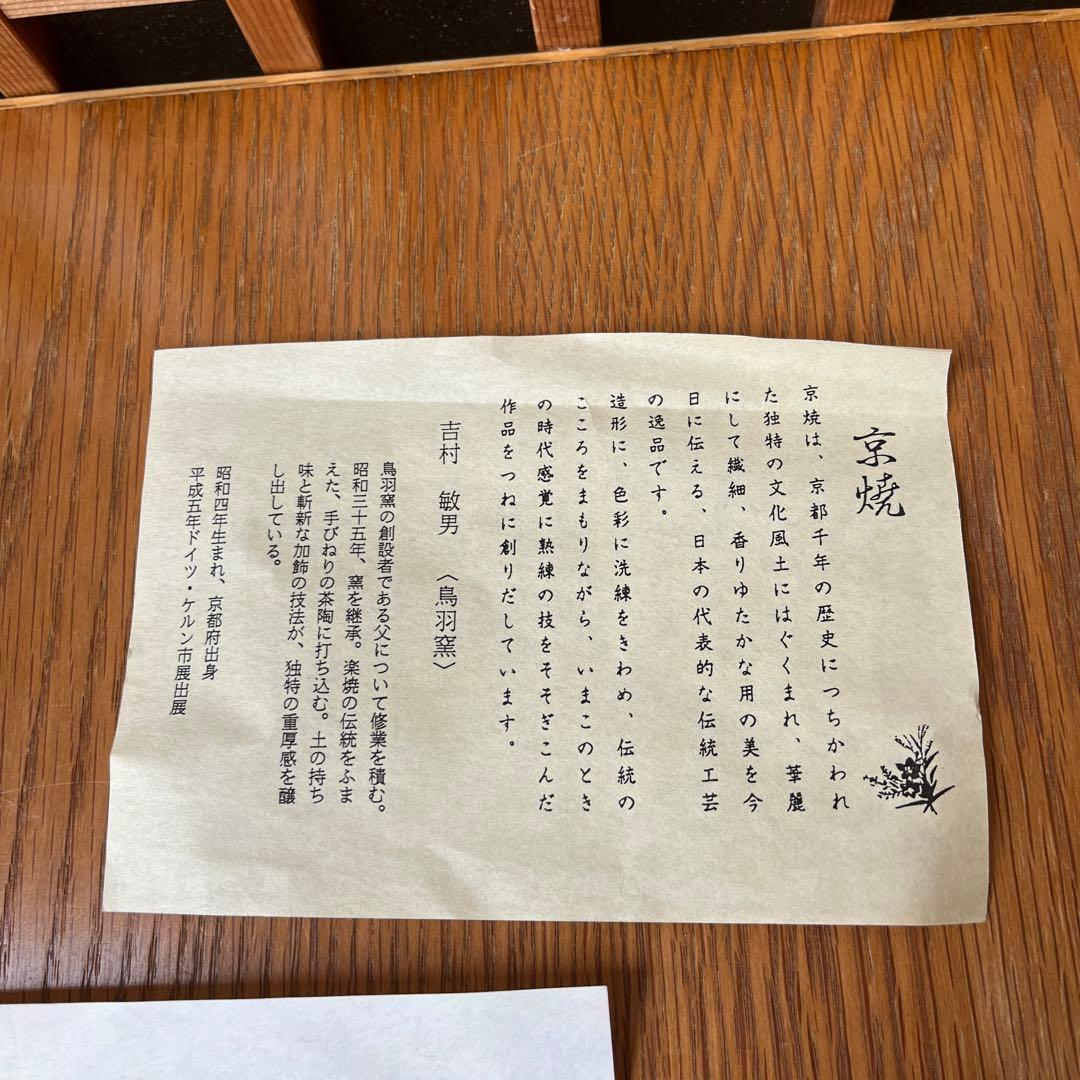 京燒
京焼は、京都千年の歴史につちかわれ
た独特の文化風土にはぐくまれ、華麗
にして繊細、香りゆたかな用の美を今
日に伝える、日本の代表的な伝統工芸
の逸品です。
造形に、色彩に洗練をきわめ、伝統の
こころをまもりながら、いまこのとき
の時代感覚に熟練の技をそそぎこんだ
作品をつねに創りだしています。
吉村 敏男 〈鳥羽窯〉
鳥羽窯の創設者である父について修業を積む。
昭和三十五年、窯を継承。楽焼の伝統をふま
えた、手びねりの茶陶に打ち込む。土の持ち
味と斬新な加飾の技法が、独特の重厚感を醸
し出している。
昭和四年生まれ、京都府出身
平成五年ドイツ・ケルン市展出展